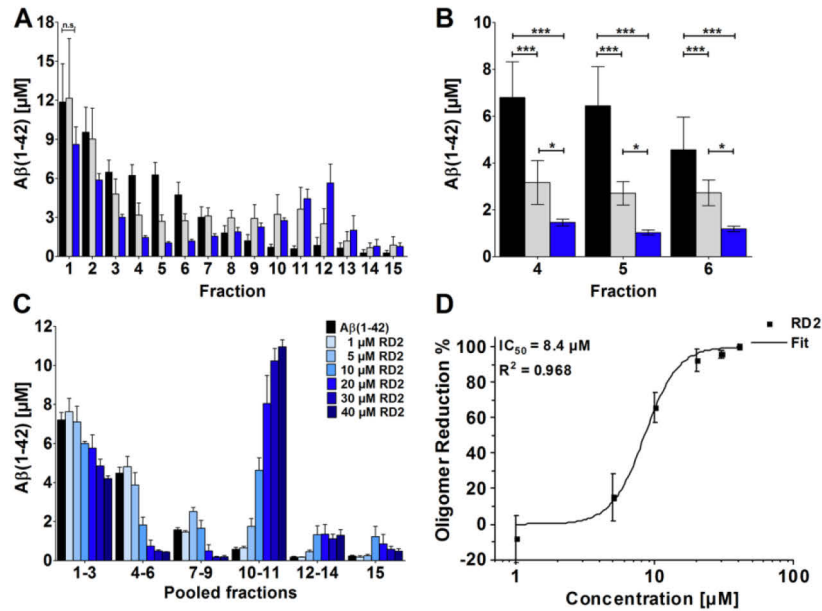 A
Aβ(1-42) [µM]
18
15
12
9
6
3
0
n.s.
1 2 3 4 5 6 7 8 9 10 11 12 13 14 15
Fraction
B
Aβ(1-42) [µM]
10
8
6
4
2
0
*** *** ***
*** *** ***
* * *
4 5 6
Fraction
C
Aβ(1-42) [µM]
12
10
8
6
4
2
0
Aβ(1-42)
1 µM RD2
5 µM RD2
10 µM RD2
20 µM RD2
30 µM RD2
40 µM RD2
1-3 4-6 7-9 10-11 12-14 15
Pooled fractions
D
Oligomer Reduction %
100
80
60
40
20
0
-20
IC50 = 8.4 µM
R2 = 0.968
RD2
Fit
1 10 100
Concentration [µM]